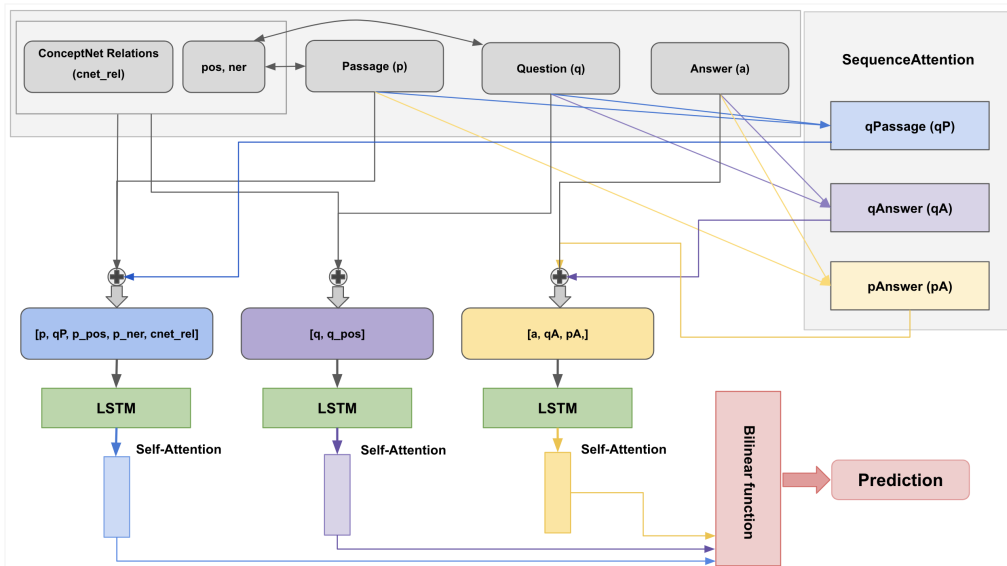 ConceptNet Relations
(cnet_rel)
pos, ner
Passage (p)
Question (q)
Answer (a)
SequenceAttention
qPassage (qP)
qAnswer (qA)
pAnswer (pA)
[p, qP, p_pos, p_ner, cnet_rel]
[q, q_pos]
[a, qA, pA,]
LSTM
LSTM
LSTM
Self-Attention
Self-Attention
Self-Attention
Bilinear function
Prediction